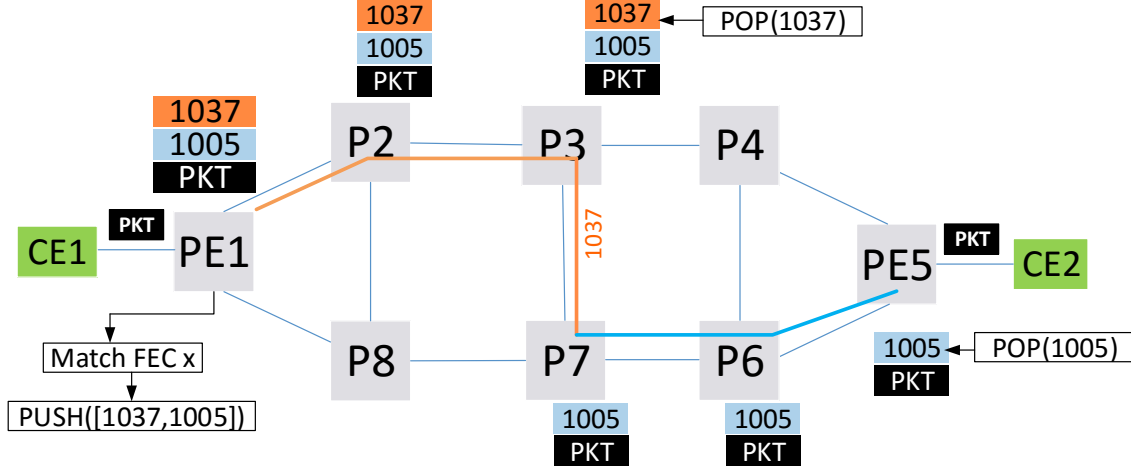 1037
1005
PKT
1037
1005
PKT
POP(1037)
1037
1005
PKT
P2
P3
P4
CE1
PKT
PE1
1037
PE5
PKT
CE2
Match FEC x
PUSH([1037,1005])
P8
P7
P6
1005
PKT
POP(1005)
1005
PKT
1005
PKT